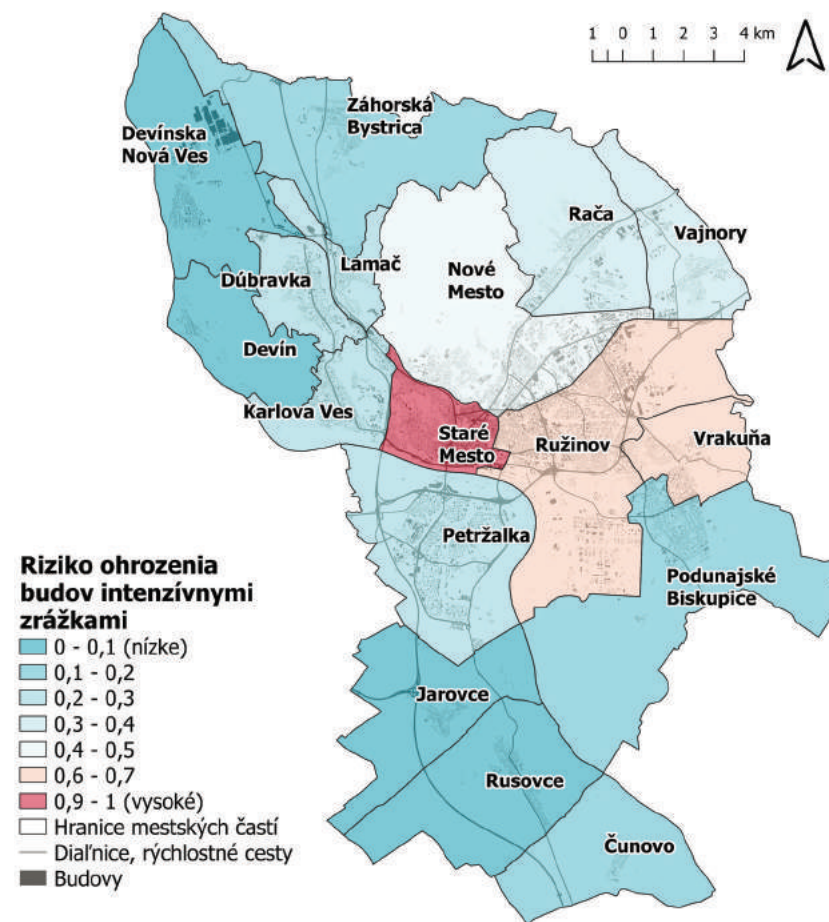 1 0 1 2 3 4 km
Záhorská
Bystrica
Devínska
Nová Ves
Rača
Vajnory
Lamač
Nové
Mesto
Dúbravka
Devín
Karlova Ves
Staré
Mesto
Ružinov
Vrakuňa
Petržalka
Podunajské
Biskupice
Jarovce
Rusovce
Čunovo
Riziko ohrozenia
budov intenzívnymi
zrážkami
0 - 0,1 (nízke)
0,1 - 0,2
0,2 - 0,3
0,3 - 0,4
0,4 - 0,5
0,6 - 0,7
0,9 - 1 (vysoké)
Hranice mestských častí
Diaľnice, rýchlostné cesty
Budovy